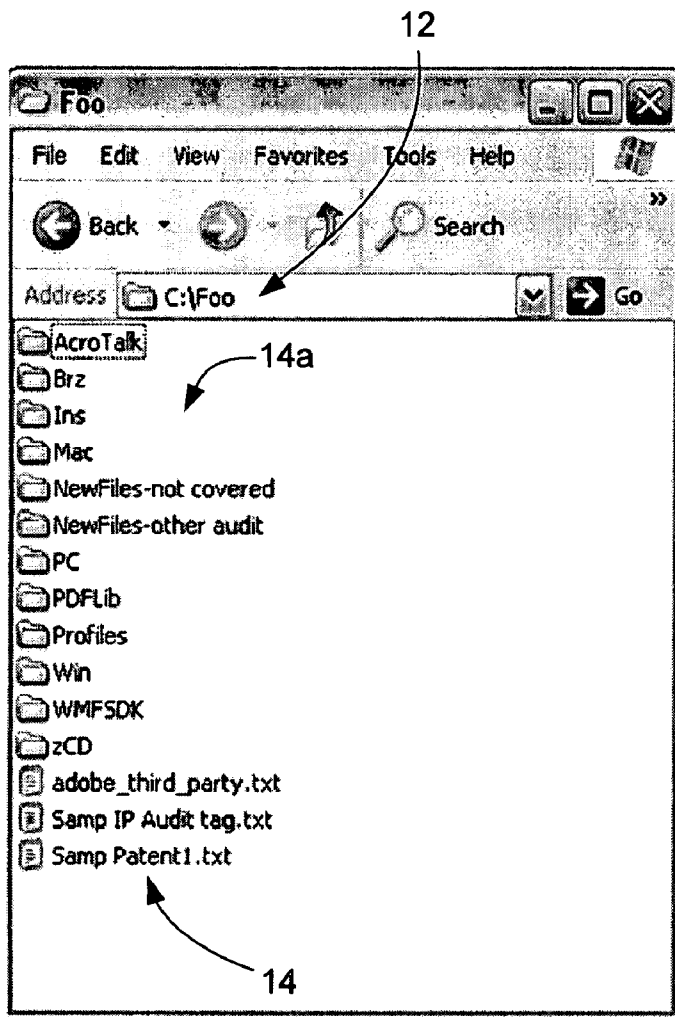 12
Foo
File Edit View Favorites Tools Help
Back Search »
Address C:\Foo Go
AcroTalk
14a
Brz
Ins
Mac
NewFiles-not covered
NewFiles-other audit
PC
PDFLib
Profiles
Win
WMFSDK
zCD
adobe_third_party.txt
Samp IP Audit tag.txt
Samp Patent1.txt
14